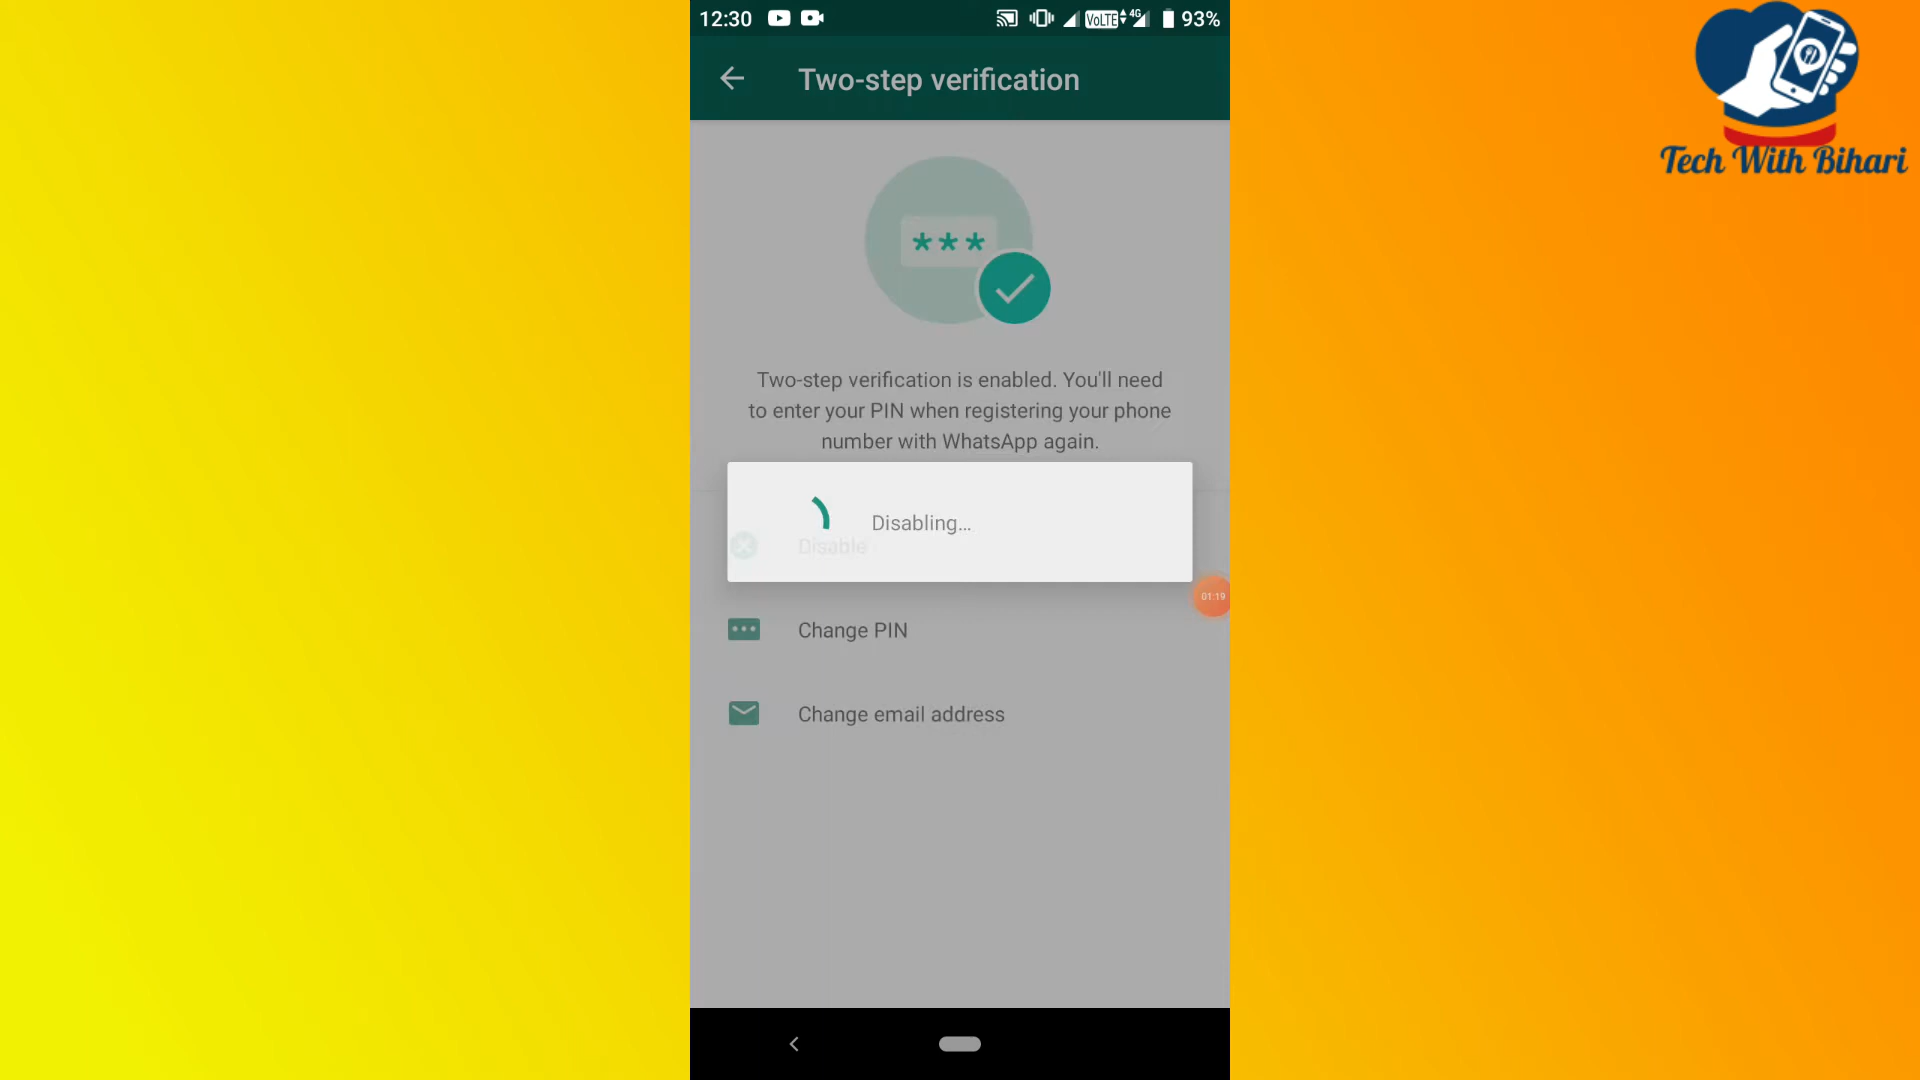 12:30 VoLTE 4G 93%
Two-step verification
Tech With Bihari
***
Two-step verification is enabled. You'll need
to enter your PIN when registering your phone
number with WhatsApp again.
Disabling...
Disable
01:19
Change PIN
Change email address